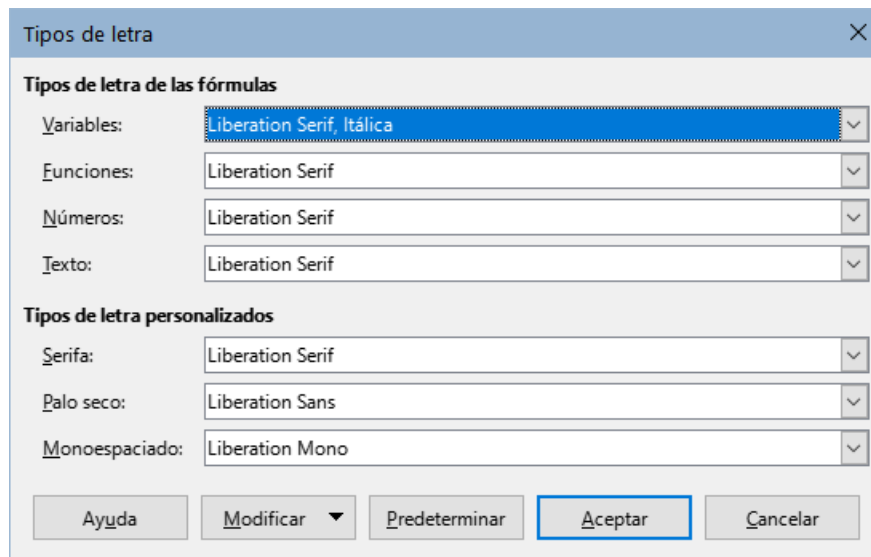 Tipos de letra
Tipos de letra de las fórmulas
Variables: Liberation Serif, Itálica
Funciones: Liberation Serif
Números: Liberation Serif
Texto: Liberation Serif
Tipos de letra personalizados
Serifa: Liberation Serif
Palo seco: Liberation Sans
Monoespaciado: Liberation Mono
Ayuda Modificar Predeterminar Aceptar Cancelar